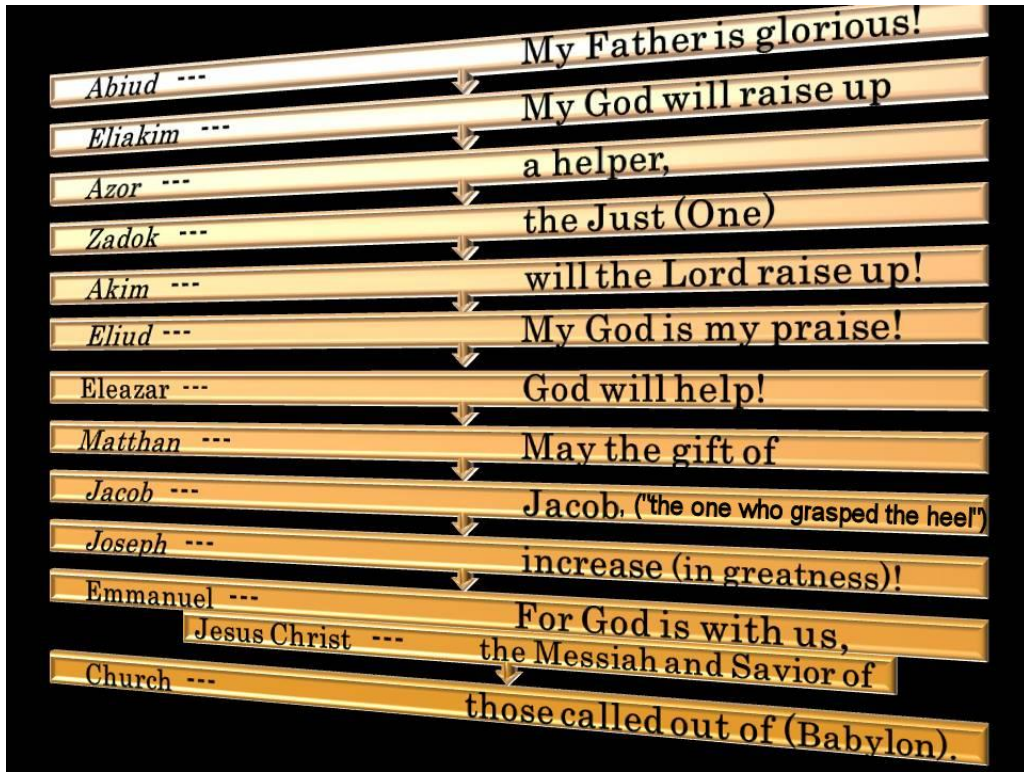 Abiud --- My Father is glorious!
Eliakim --- My God will raise up
Azor --- a helper,
Zadok --- the Just (One)
Akim --- will the Lord raise up!
Eliud --- My God is my praise!
Eleazar --- God will help!
Matthan --- May the gift of
Jacob --- Jacob, ("the one who grasped the heel")
Joseph --- increase (in greatness)!
Emmanuel --- For God is with us,
Jesus Christ --- the Messiah and Savior of
Church --- those called out of (Babylon).